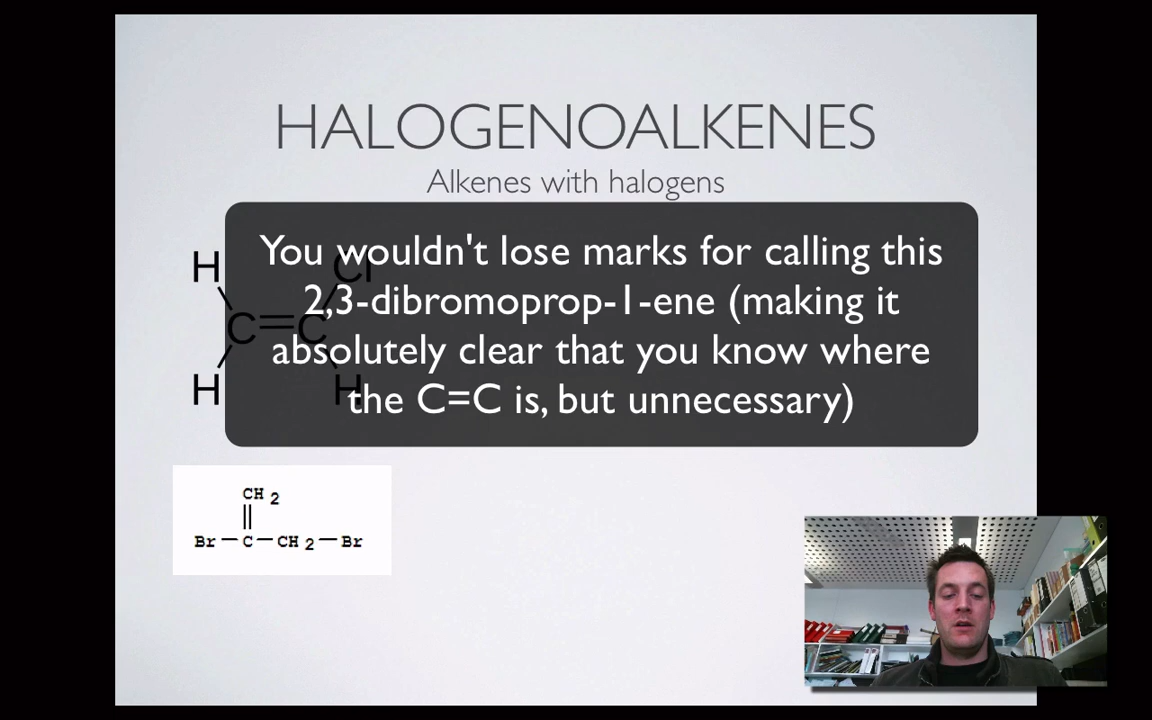 HALOGENOALKENES
Alkenes with halogens
You wouldn't lose marks for calling this
2,3-dibromoprop-1-ene (making it
absolutely clear that you know where
the C=C is, but unnecessary)
H Cl
C=C
H H
CH 2
||
Br — C — CH 2 — Br